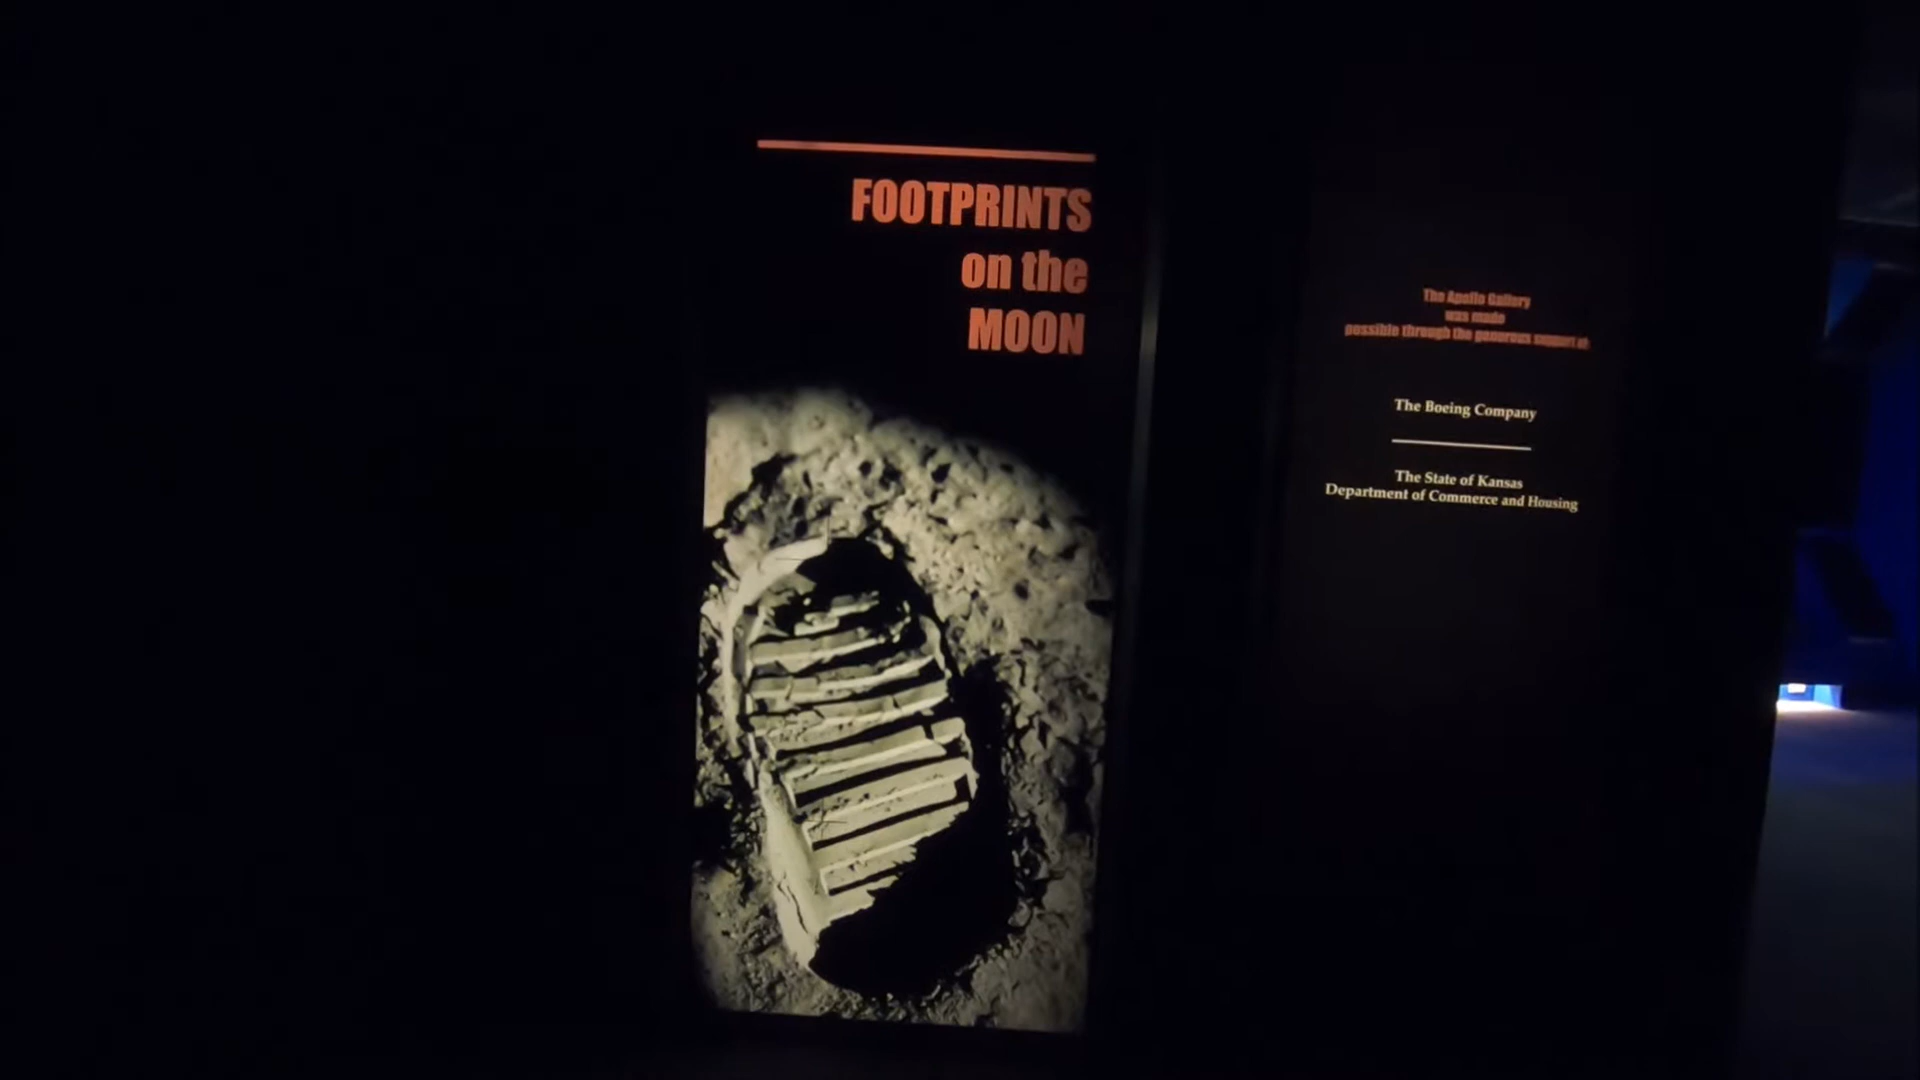 FOOTPRINTS
on the
MOON
The Apollo Gallery
was made
possible through the generous support of:
The Boeing Company
The State of Kansas
Department of Commerce and Housing